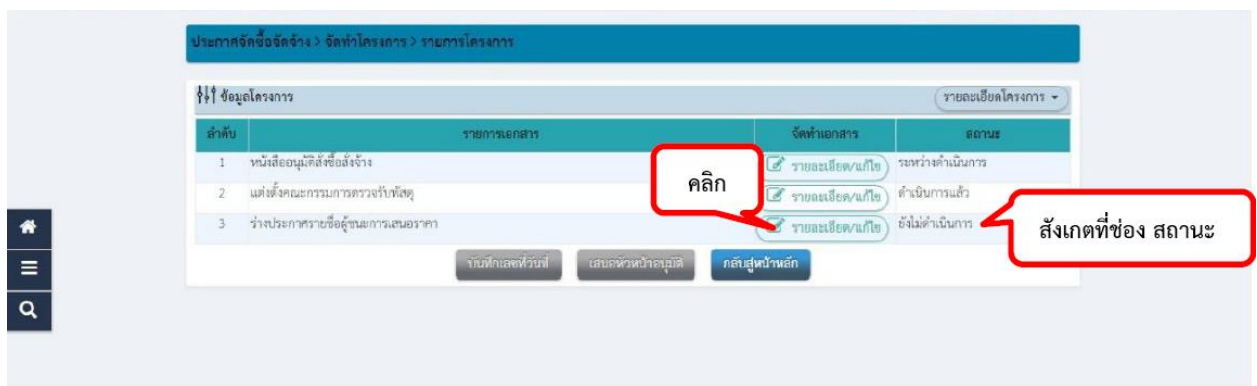 ประกาศจัดซื้อจัดจ้าง > จัดทำโครงการ > รายการโครงการ
ข้อมูลโครงการ
รายละเอียดโครงการ
ลำดับ รายการเอกสาร จัดทำเอกสาร สถานะ
1 หนังสืออนุมัติสั่งซื้อสั่งจ้าง รายละเอียด/แก้ไข ระหว่างดำเนินการ
2 แต่งตั้งคณะกรรมการตรวจรับพัสดุ รายละเอียด/แก้ไข ดำเนินการแล้ว
3 ร่างประกาศรายชื่อผู้ชนะการเสนอราคา รายละเอียด/แก้ไข ยังไม่ดำเนินการ
คลิก
สังเกตที่ช่อง สถานะ
บันทึกเลขที่วันที่ เสนอหัวหน้าอนุมัติ กลับสู่หน้าหลัก